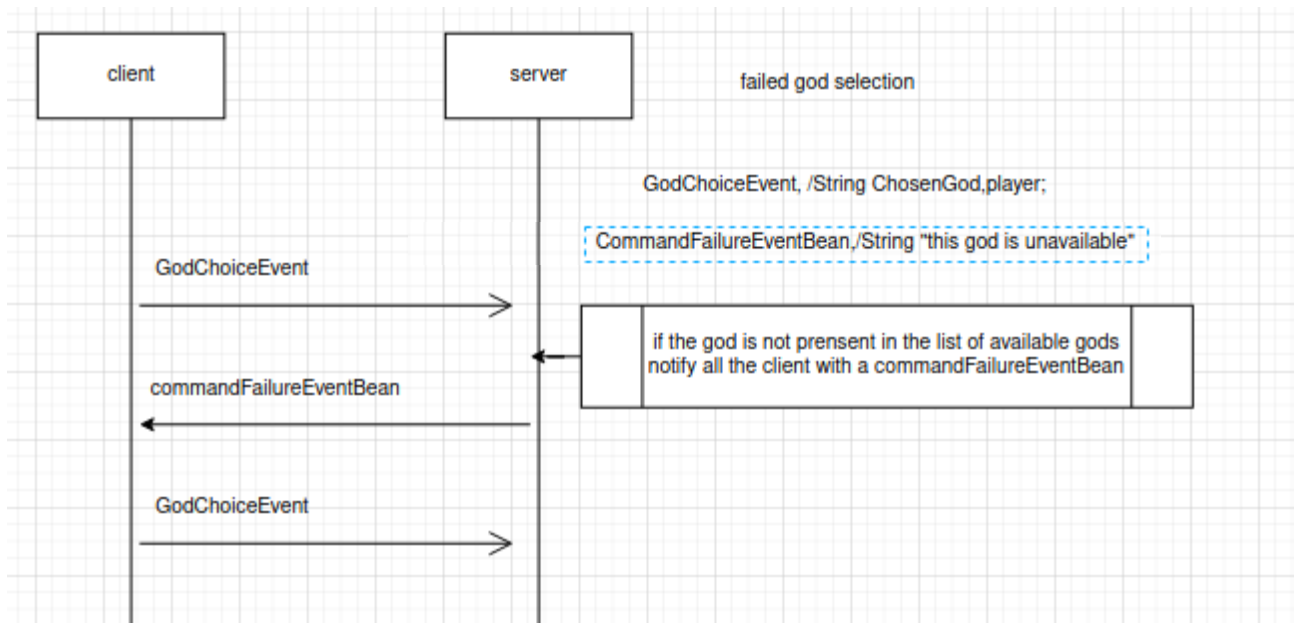 client
server
failed god selection
GodChoiceEvent, /String ChosenGod,player;
CommandFailureEventBean,/String "this god is unavailable"
GodChoiceEvent
if the god is not prensent in the list of available gods
notify all the client with a commandFailureEventBean
commandFailureEventBean
GodChoiceEvent